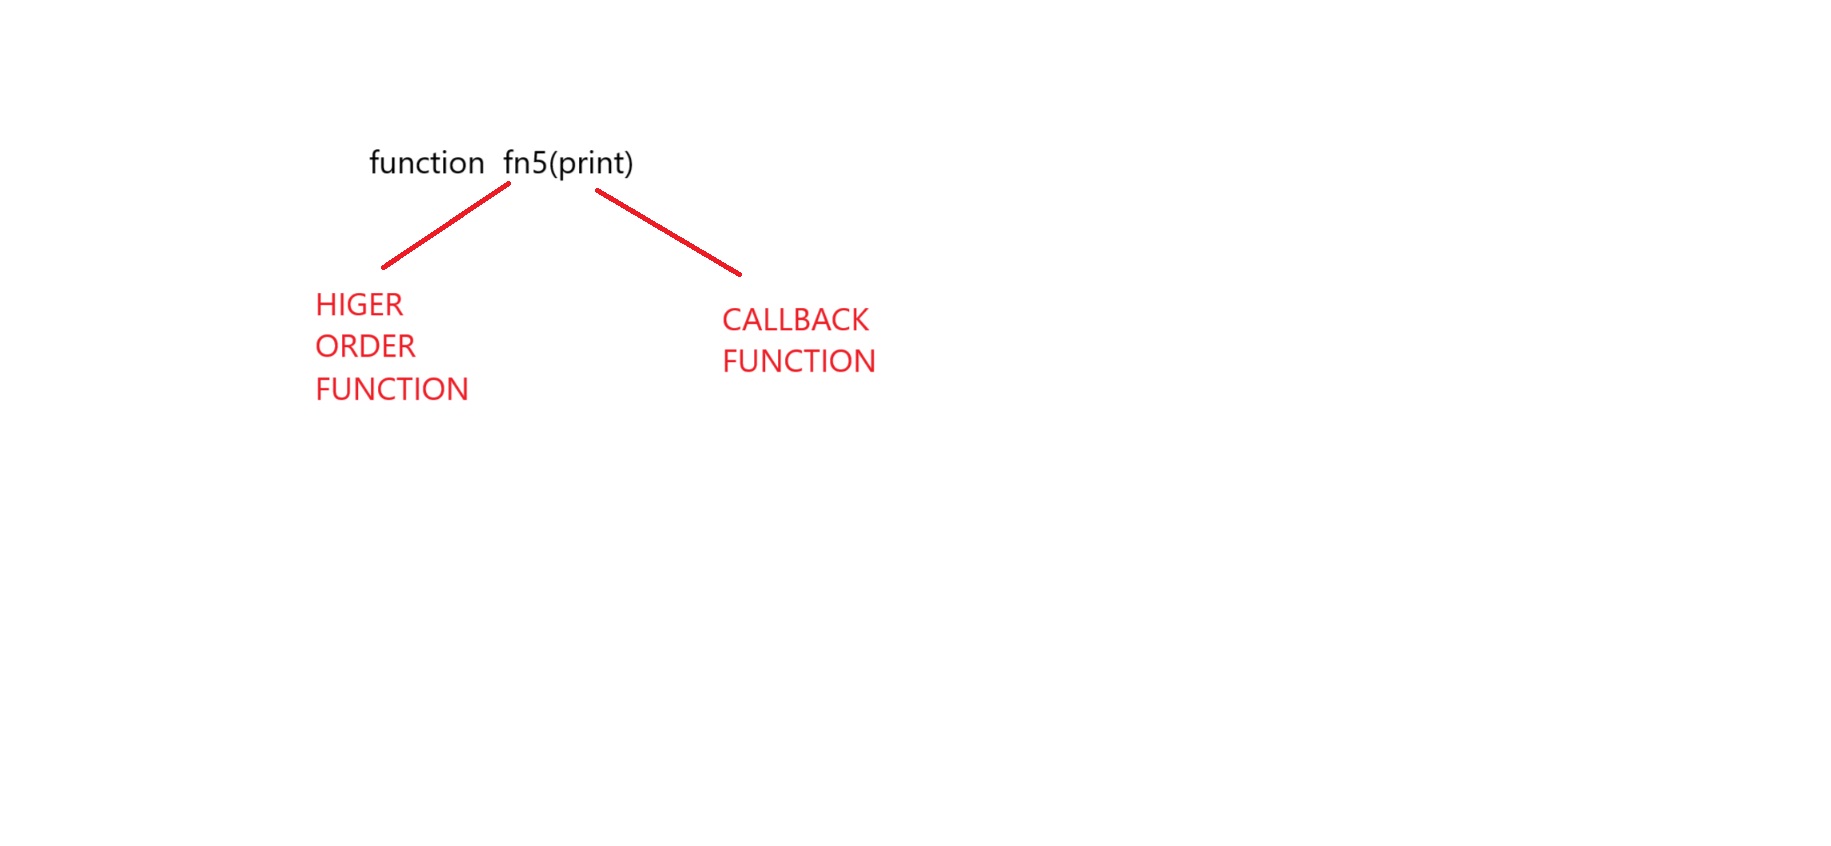 function fn5(print)
HIGER
ORDER
FUNCTION
CALLBACK
FUNCTION